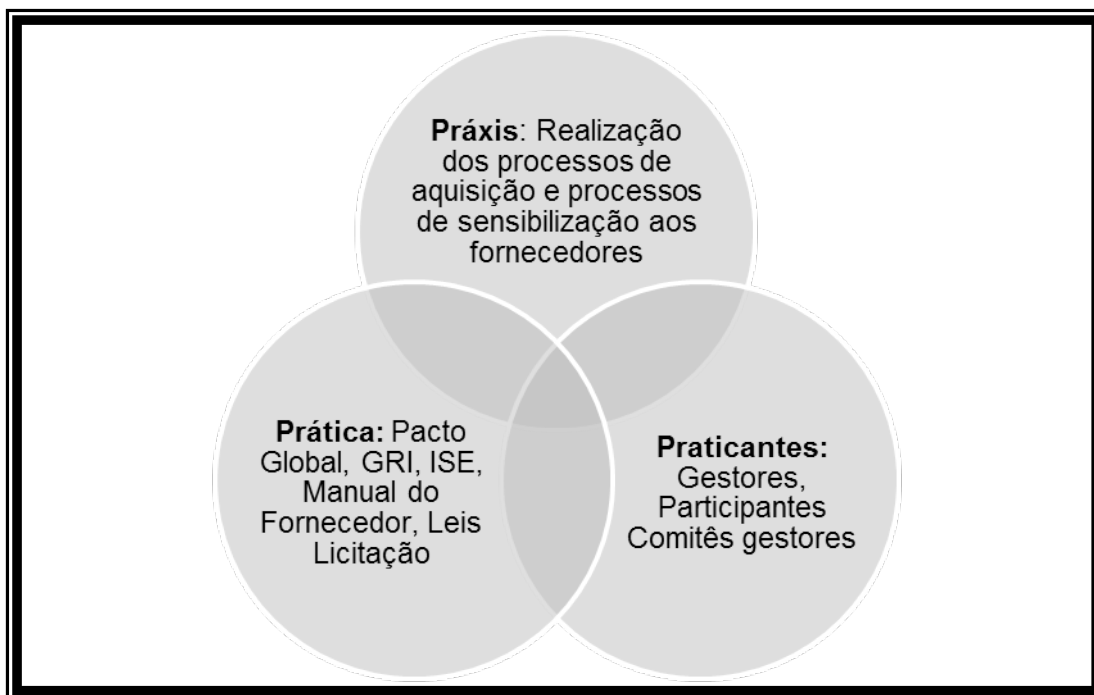 Práxis: Realização
dos processos de
aquisição e processos
de sensibilização aos
fornecedores
Prática: Pacto
Global, GRI, ISE,
Manual do
Fornecedor, Leis
Licitação
Praticantes:
Gestores,
Participantes
Comitês gestores